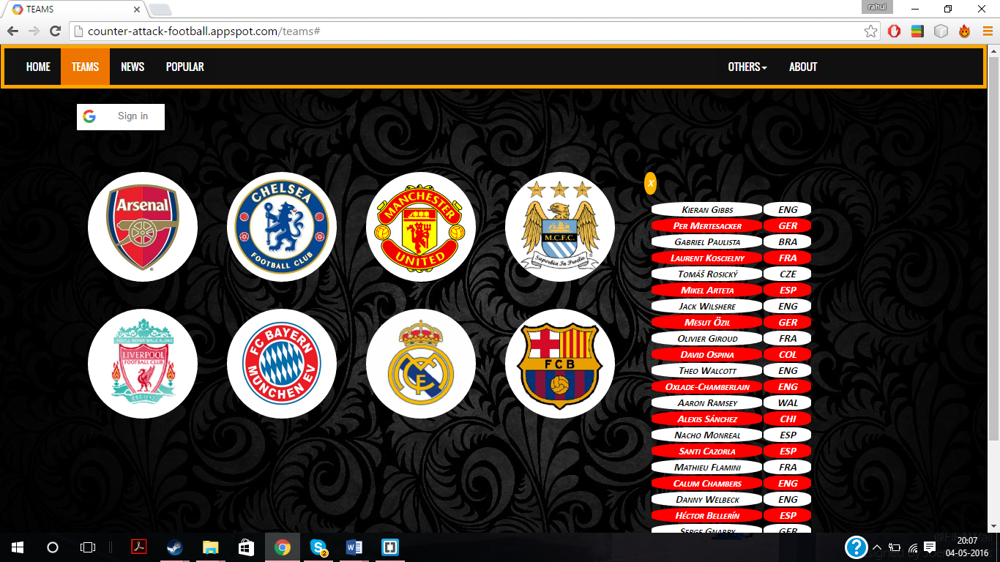 TEAMS
rahul
counter-attack-football.appspot.com/teams#
HOME TEAMS NEWS POPULAR OTHERS ABOUT
Sign in
Arsenal
CHELSEA
FOOTBALL CLUB
MANCHESTER
UNITED
M.C.F.C.
Superbia In Proelio
YOU'LL NEVER WALK ALONE
LIVERPOOL
FOOTBALL CLUB
EST·1892
FC BAYERN
MÜNCHEN EV
FCB
X
KIERAN GIBBS ENG
PER MERTESACKER GER
GABRIEL PAULISTA BRA
LAURENT KOSCIELNY FRA
TOMÁŠ ROSICKÝ CZE
MIKEL ARTETA ESP
JACK WILSHERE ENG
MESUT ÖZIL GER
OLIVIER GIROUD FRA
DAVID OSPINA COL
THEO WALCOTT ENG
OXLADE-CHAMBERLAIN ENG
AARON RAMSEY WAL
ALEXIS SÁNCHEZ CHI
NACHO MONREAL ESP
SANTI CAZORLA ESP
MATHIEU FLAMINI FRA
CALUM CHAMBERS ENG
DANNY WELBECK ENG
HÉCTOR BELLERÍN ESP
SERGE GNABRY GER
2
20:07
04-05-2016